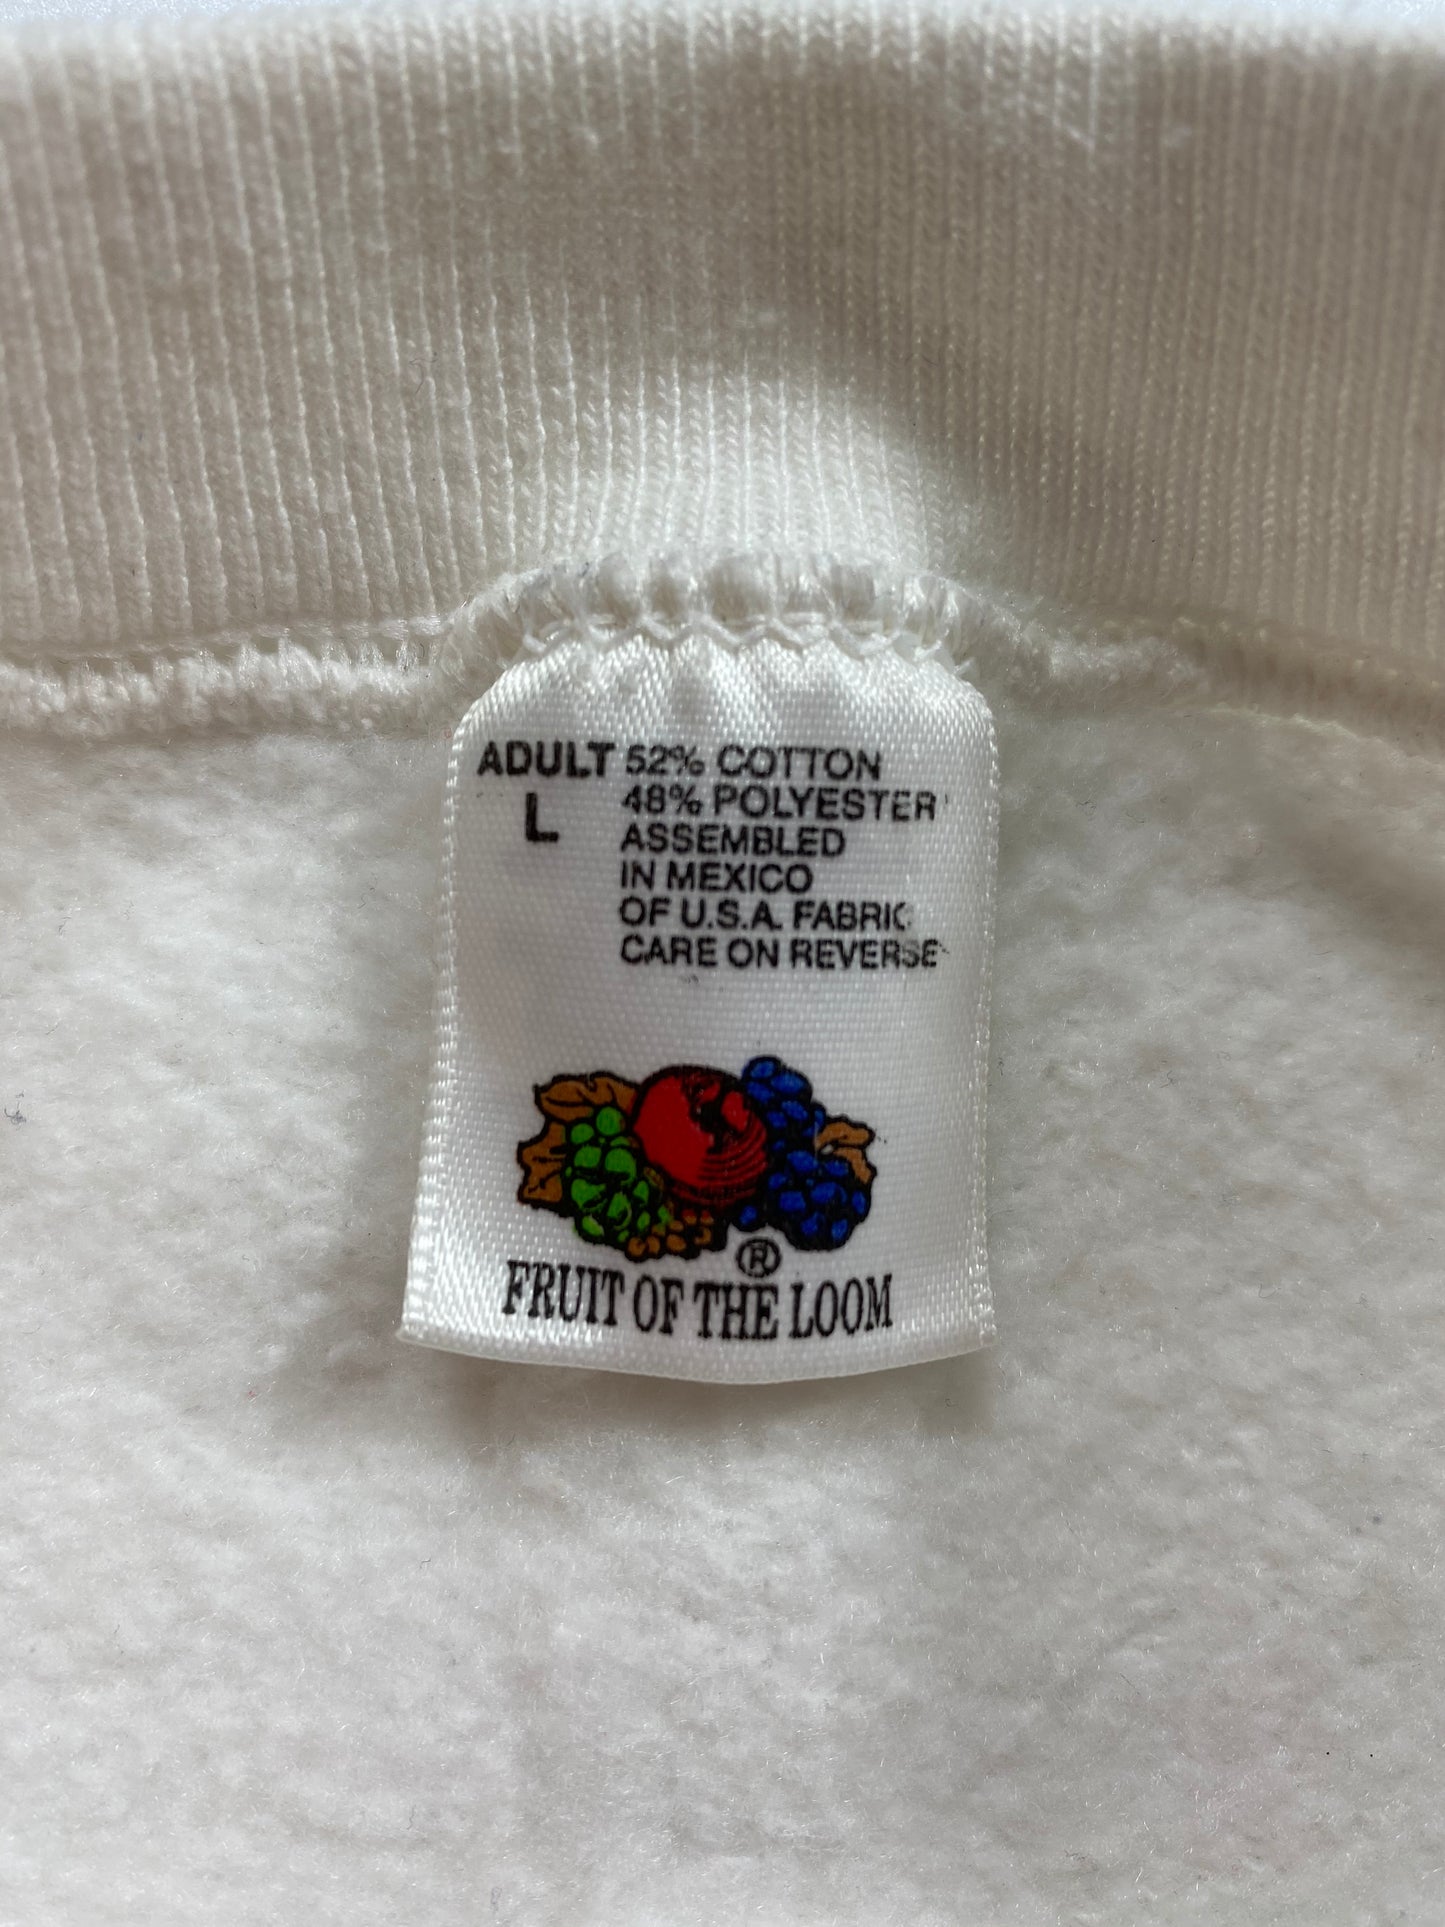 ADULT 52% COTTON
L 48% POLYESTER
ASSEMBLED
IN MEXICO
OF U.S.A. FABRIC
CARE ON REVERSE
®
FRUIT OF THE LOOM